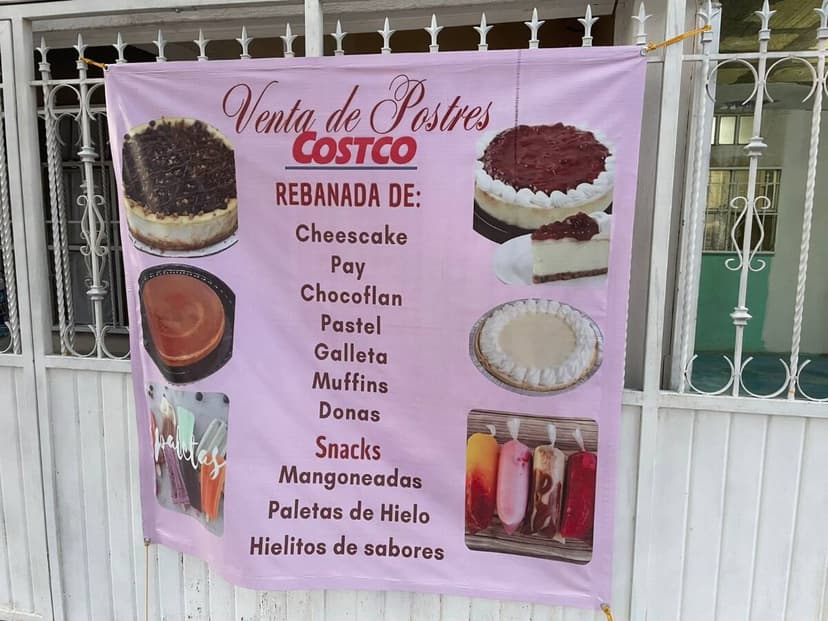 Venta de Postres
COSTCO
REBANADA DE:
Cheescake
Pay
Chocoflan
Pastel
Galleta
Muffins
Donas
Snacks
Mangoneadas
Paletas de Hielo
Hielitos de sabores
paletas